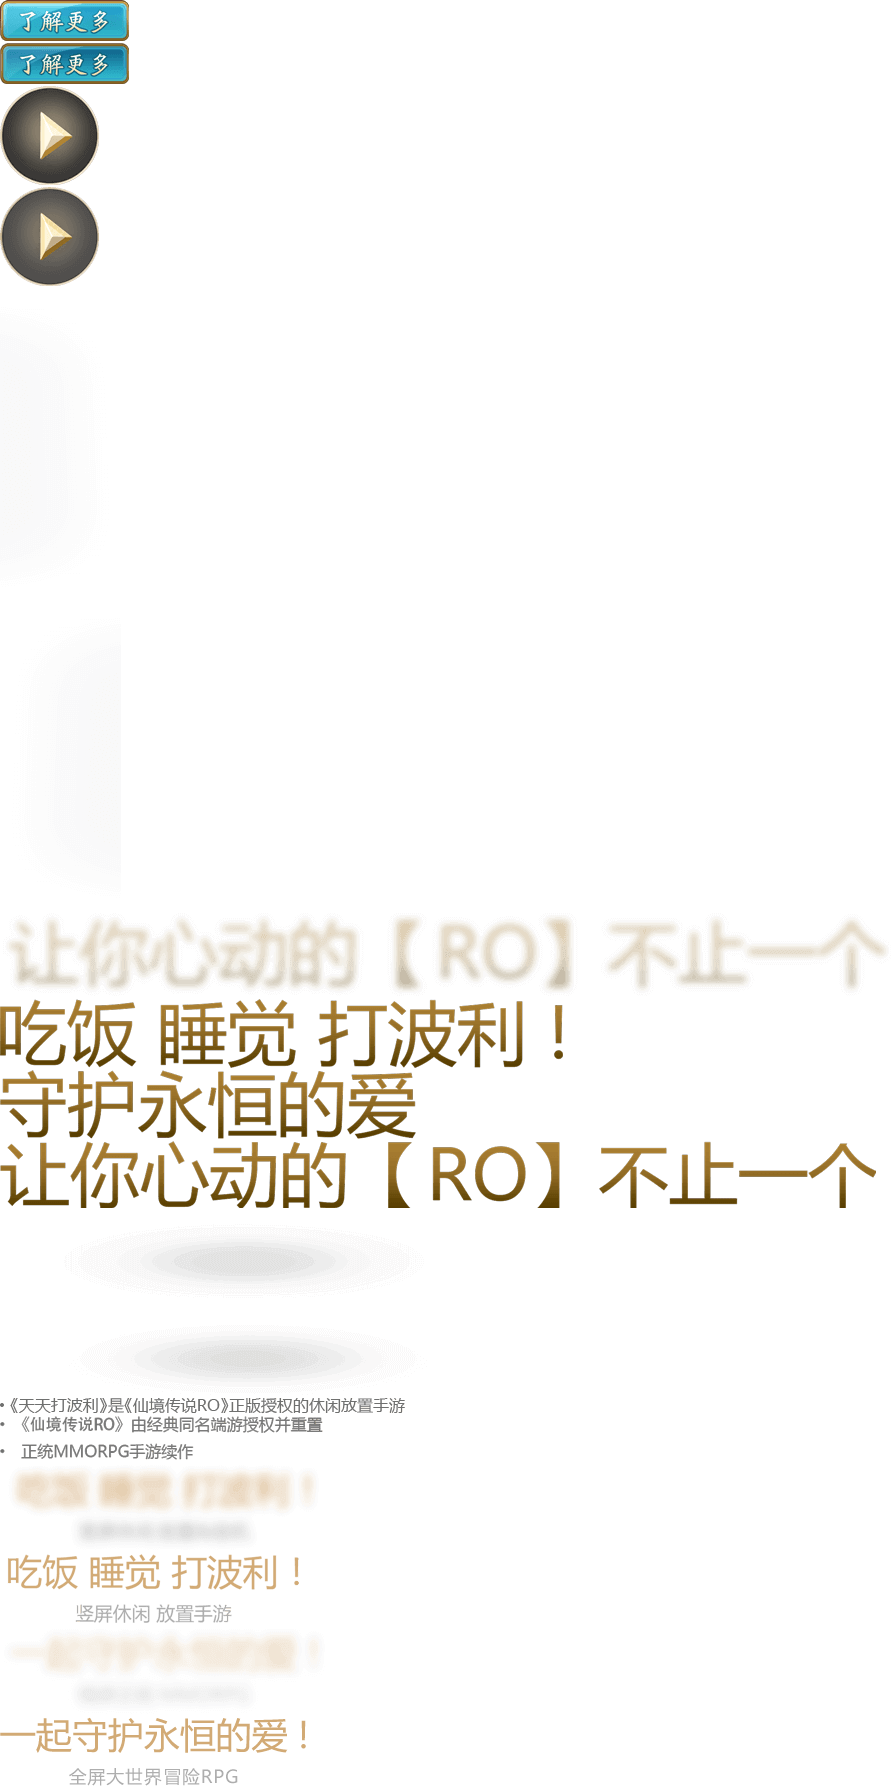 了解更多
了解更多
让你心动的【RO】不止一个
吃饭 睡觉 打波利！
守护永恒的爱
让你心动的【RO】不止一个
•《天天打波利》是《仙境传说RO》正版授权的休闲放置手游
• 《仙境传说RO》由经典同名端游授权并重置
• 正统MMORPG手游续作
吃饭 睡觉 打波利！
吃饭 睡觉 打波利！
竖屏休闲 放置手游
一起守护永恒的爱！
一起守护永恒的爱！
全屏大世界冒险RPG